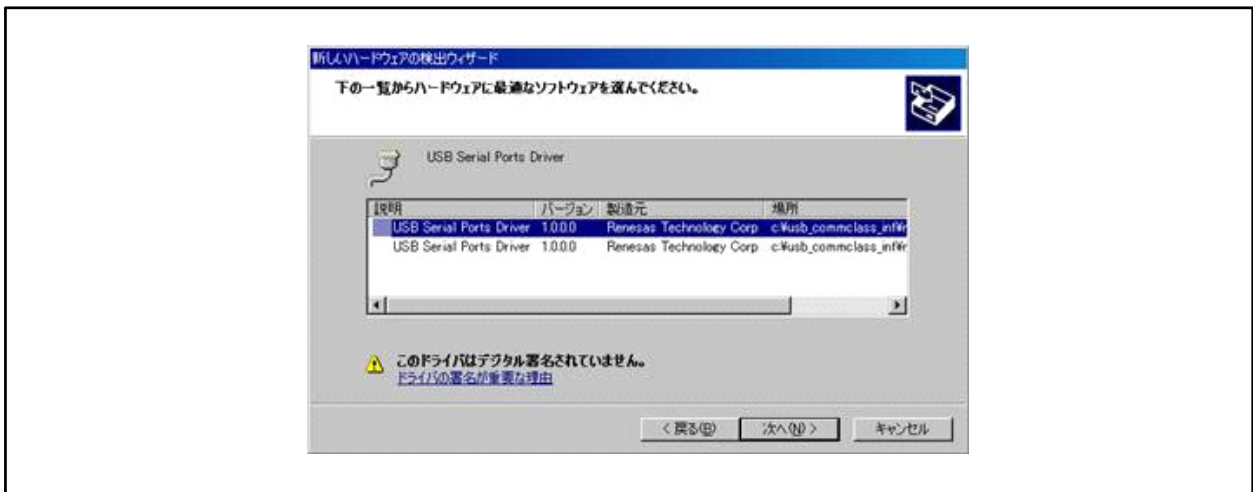 新しいハードウェアの検出ウィザード
下の一覧からハードウェアに最適なソフトウェアを選んでください。
USB Serial Ports Driver
説明 バージョン 製造元 場所
USB Serial Ports Driver 1.0.0.0 Renesas Technology Corp c:¥usb_commclass_inf¥r
USB Serial Ports Driver 1.0.0.0 Renesas Technology Corp c:¥usb_commclass_inf¥r
このドライバはデジタル署名されていません。
ドライバの署名が重要な理由
< 戻る(B) 次へ(N) > キャンセル